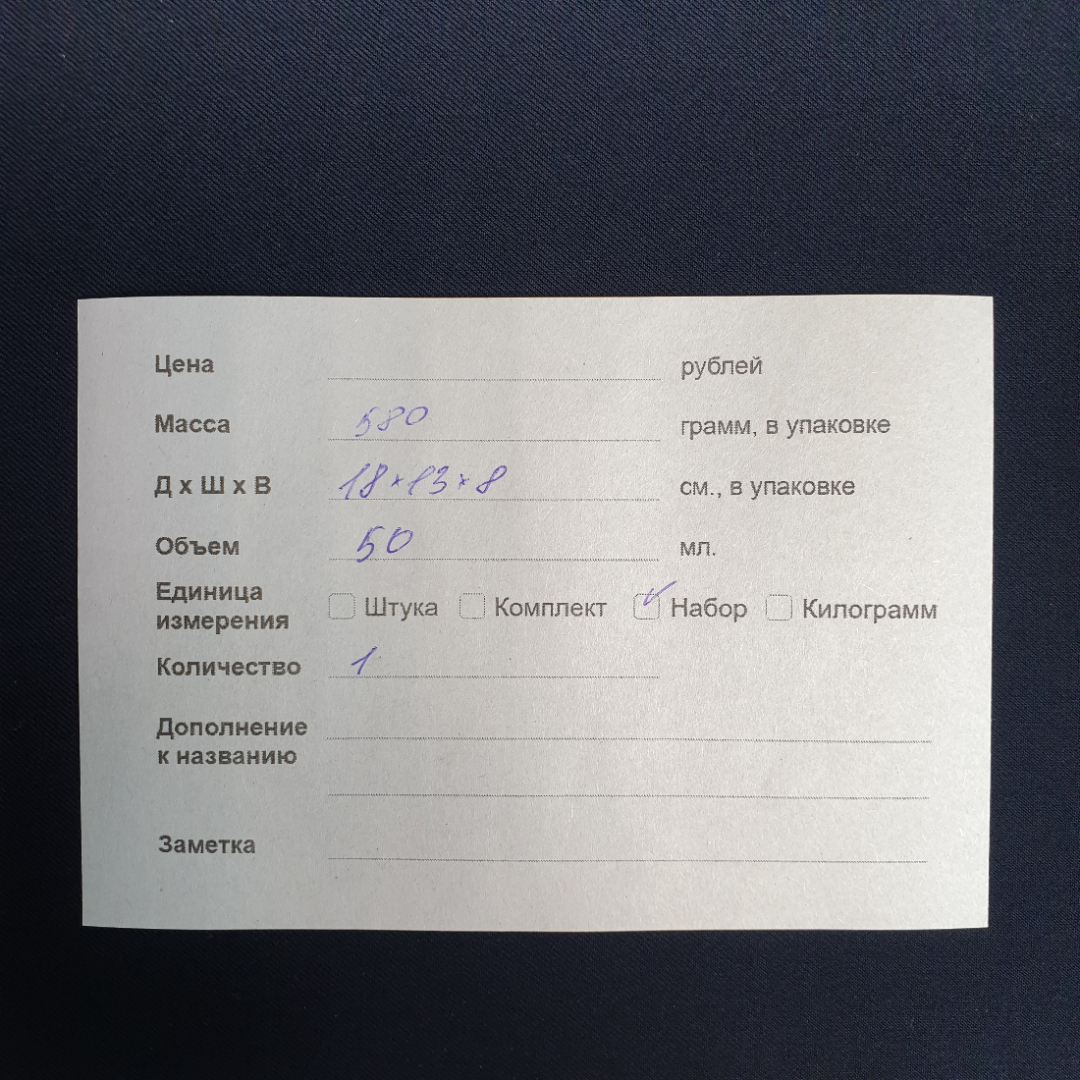 Цена рублей
Масса 580 грамм, в упаковке
Д х Ш х В 18×13×8 см., в упаковке
Объем 50 мл.
Единица
измерения Штука Комплект Набор Килограмм
Количество 1
Дополнение
к названию
Заметка